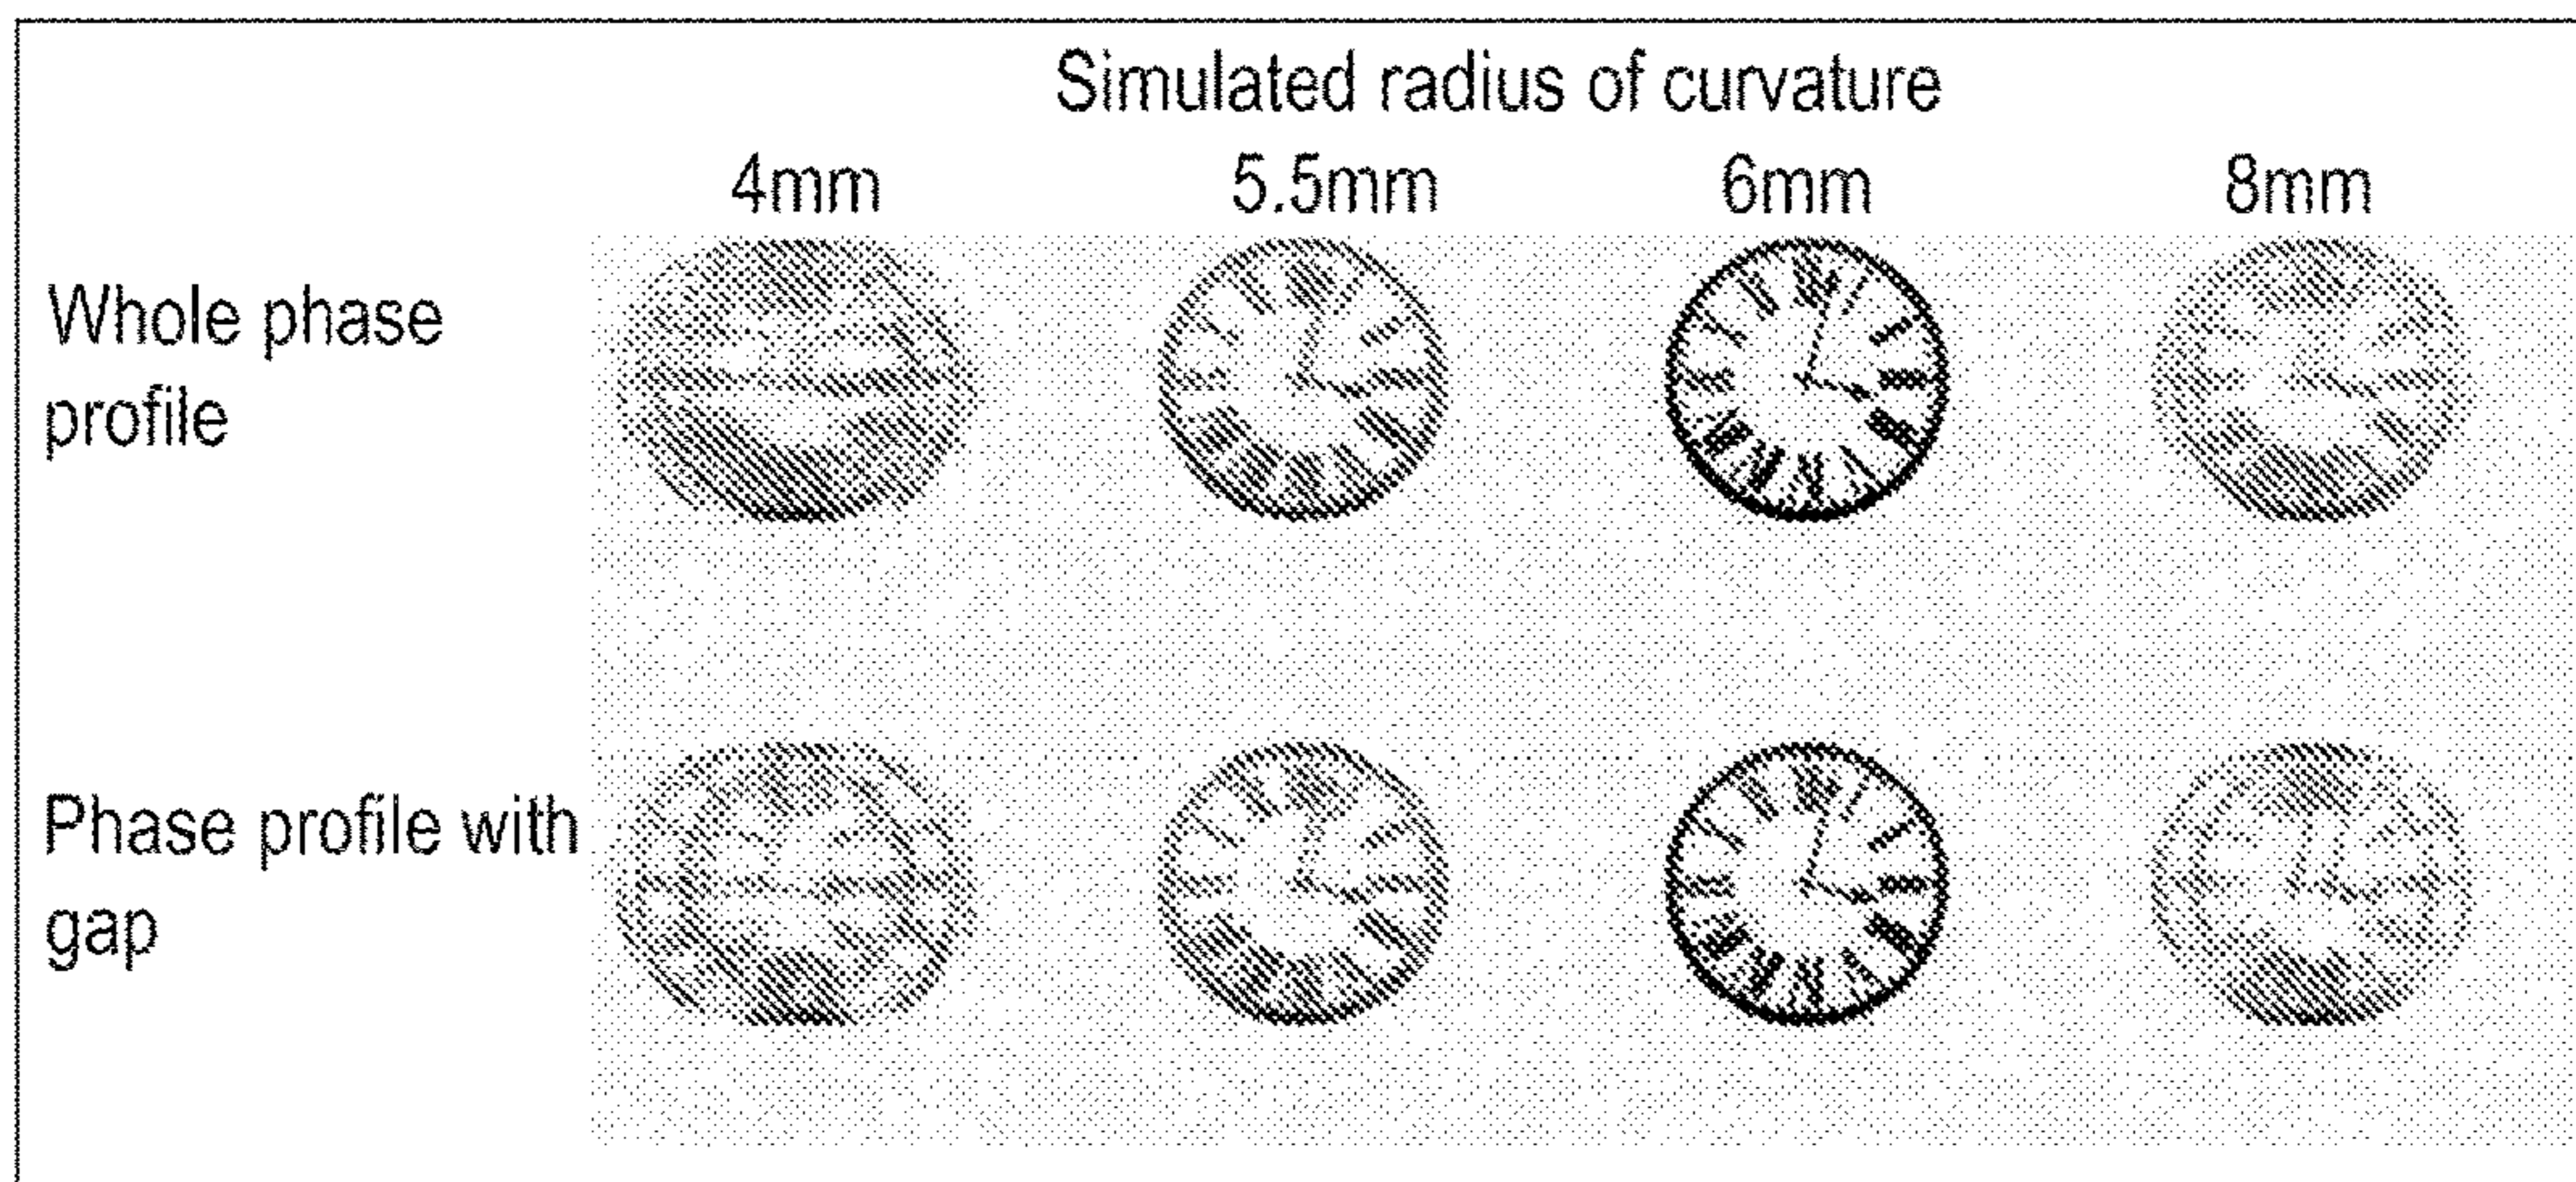 Simulated radius of curvature
4mm 5.5mm 6mm 8mm
Whole phase
profile
Phase profile with
gap